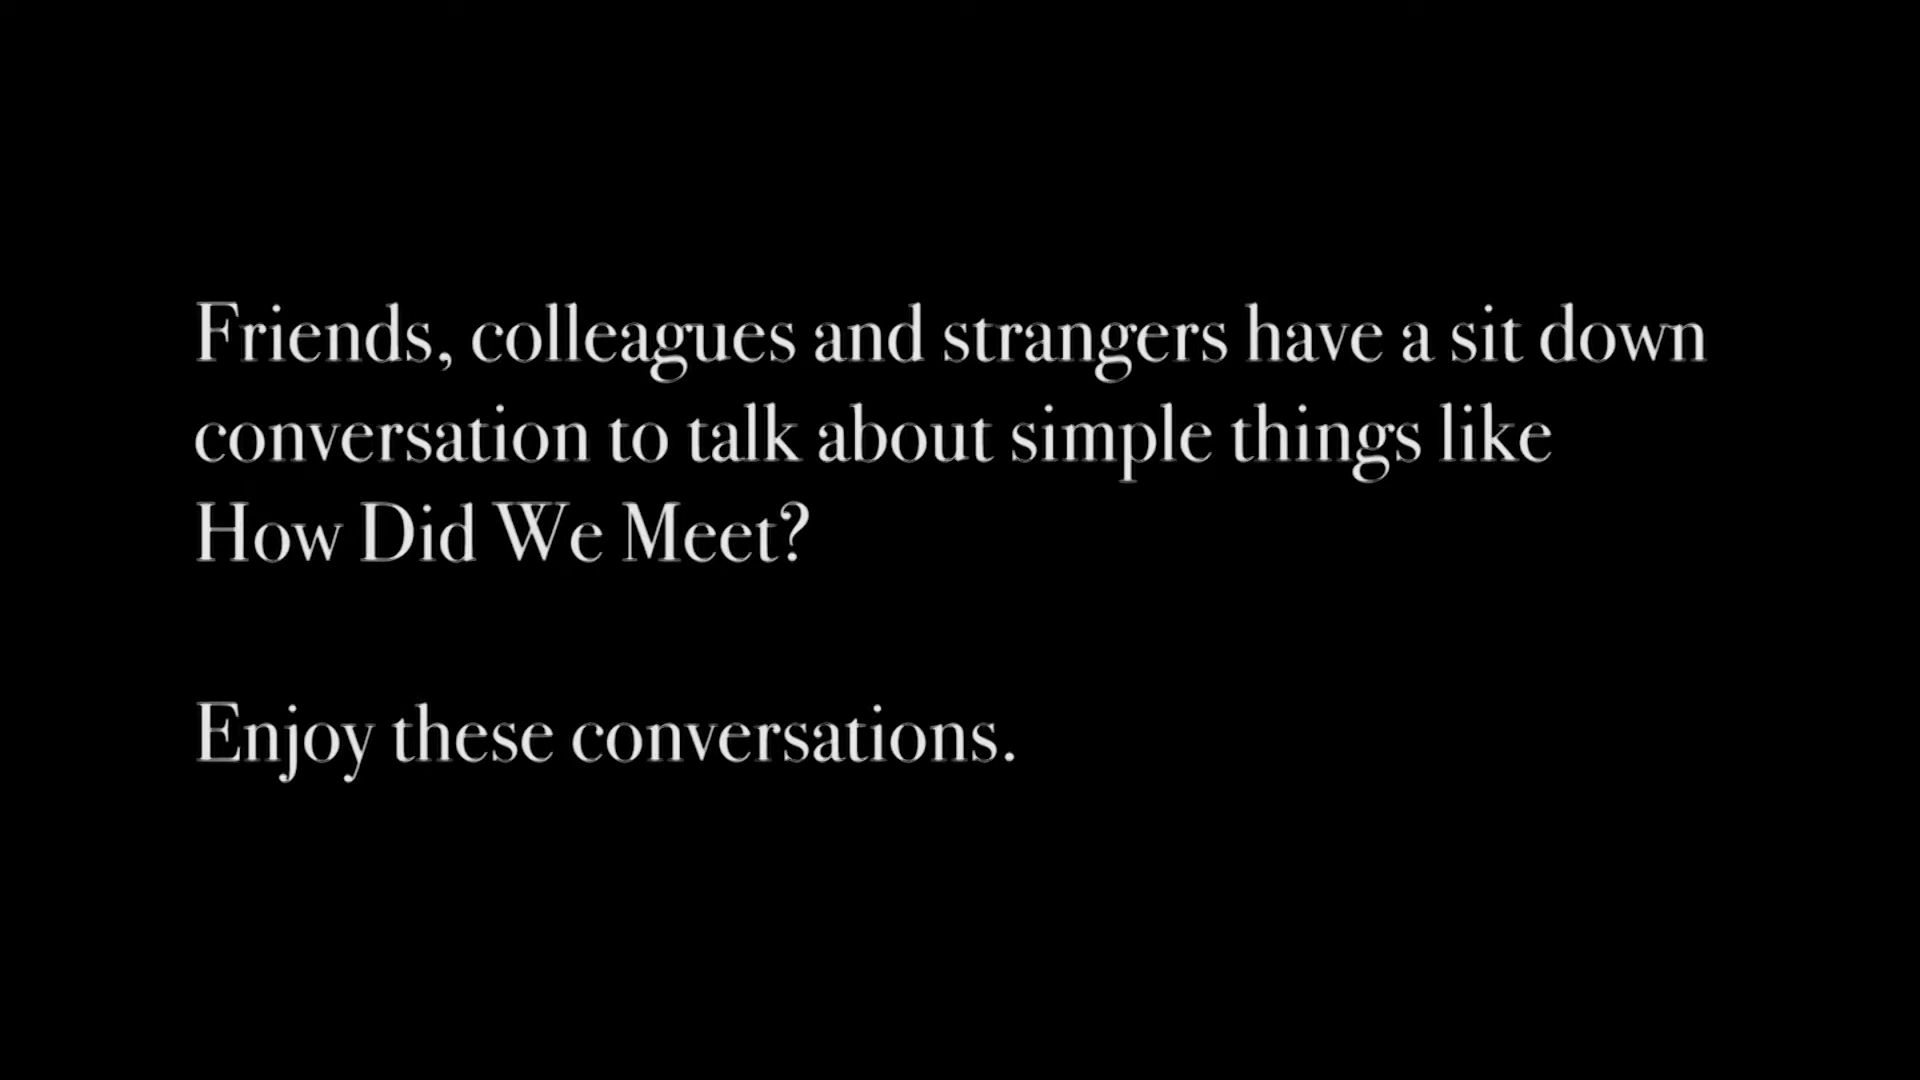 Friends, colleagues and strangers have a sit down
conversation to talk about simple things like
How Did We Meet?
Enjoy these conversations.